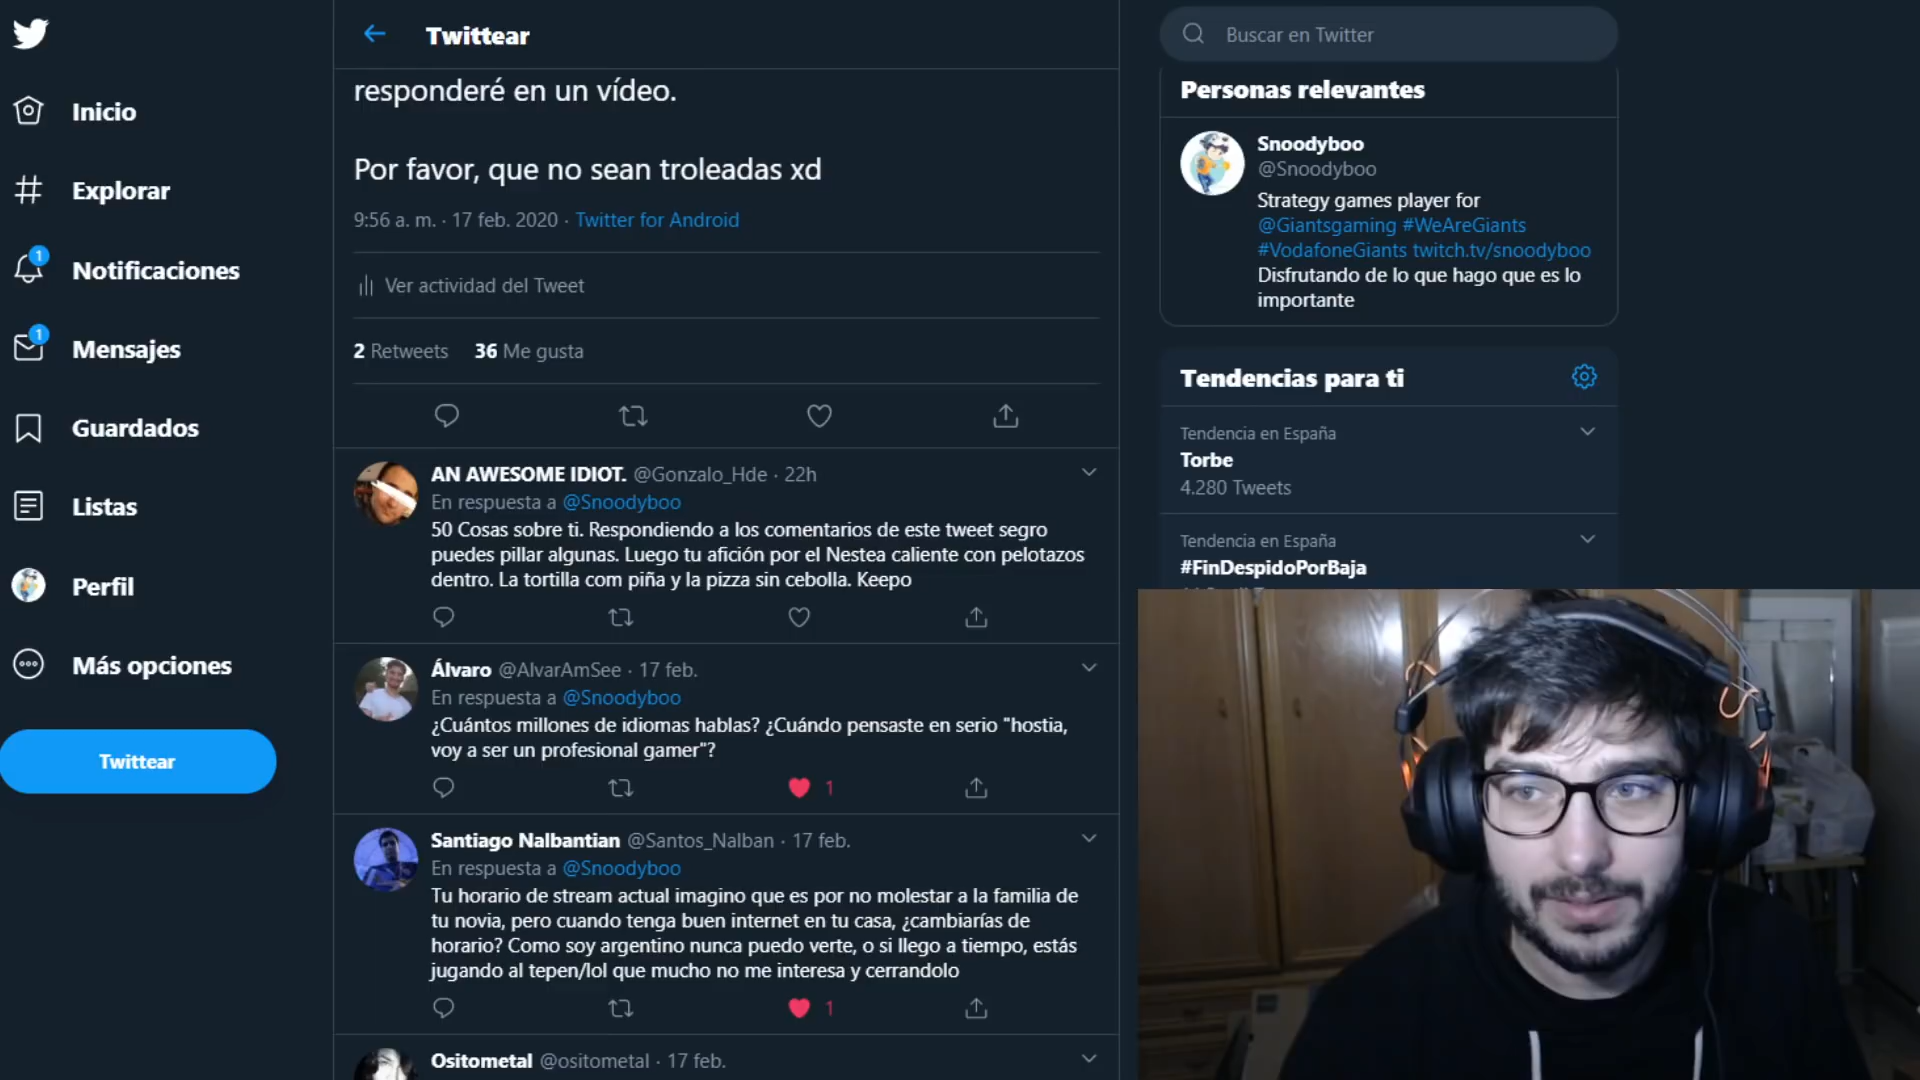 Inicio
Explorar
1
Notificaciones
1
Mensajes
Guardados
Listas
Perfil
Más opciones
Twittear
Twittear
responderé en un vídeo.
Por favor, que no sean troleadas xd
9:56 a. m. · 17 feb. 2020 · Twitter for Android
Ver actividad del Tweet
2 Retweets 36 Me gusta
AN AWESOME IDIOT. @Gonzalo_Hde · 22h
En respuesta a @Snoodyboo
50 Cosas sobre ti. Respondiendo a los comentarios de este tweet segro
puedes pillar algunas. Luego tu afición por el Nestea caliente con pelotazos
dentro. La tortilla com piña y la pizza sin cebolla. Keepo
Álvaro @AlvarAmSee · 17 feb.
En respuesta a @Snoodyboo
¿Cuántos millones de idiomas hablas? ¿Cuándo pensaste en serio "hostia,
voy a ser un profesional gamer"?
1
Santiago Nalbantian @Santos_Nalban · 17 feb.
En respuesta a @Snoodyboo
Tu horario de stream actual imagino que es por no molestar a la familia de
tu novia, pero cuando tenga buen internet en tu casa, ¿cambiarías de
horario? Como soy argentino nunca puedo verte, o si llego a tiempo, estás
jugando al tepen/lol que mucho no me interesa y cerrandolo
1
Ositometal @ositometal · 17 feb.
Buscar en Twitter
Personas relevantes
Snoodyboo
@Snoodyboo
Strategy games player for
@Giantsgaming #WeAreGiants
#VodafoneGiants twitch.tv/snoodyboo
Disfrutando de lo que hago que es lo
importante
Tendencias para ti
Tendencia en España
Torbe
4.280 Tweets
Tendencia en España
#FinDespidoPorBaja